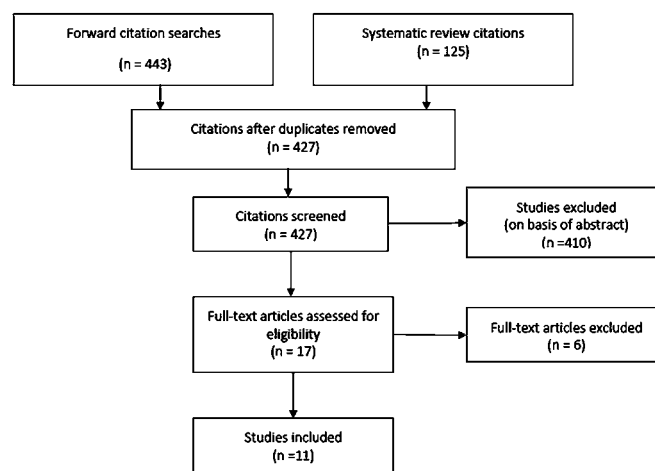 Forward citation searches
(n = 443)
Systematic review citations
(n = 125)
Citations after duplicates removed
(n = 427)
Citations screened
(n = 427)
Studies excluded
(on basis of abstract)
(n =410)
Full-text articles assessed for
eligibility
(n = 17)
Full-text articles excluded
(n = 6)
Studies included
(n =11)